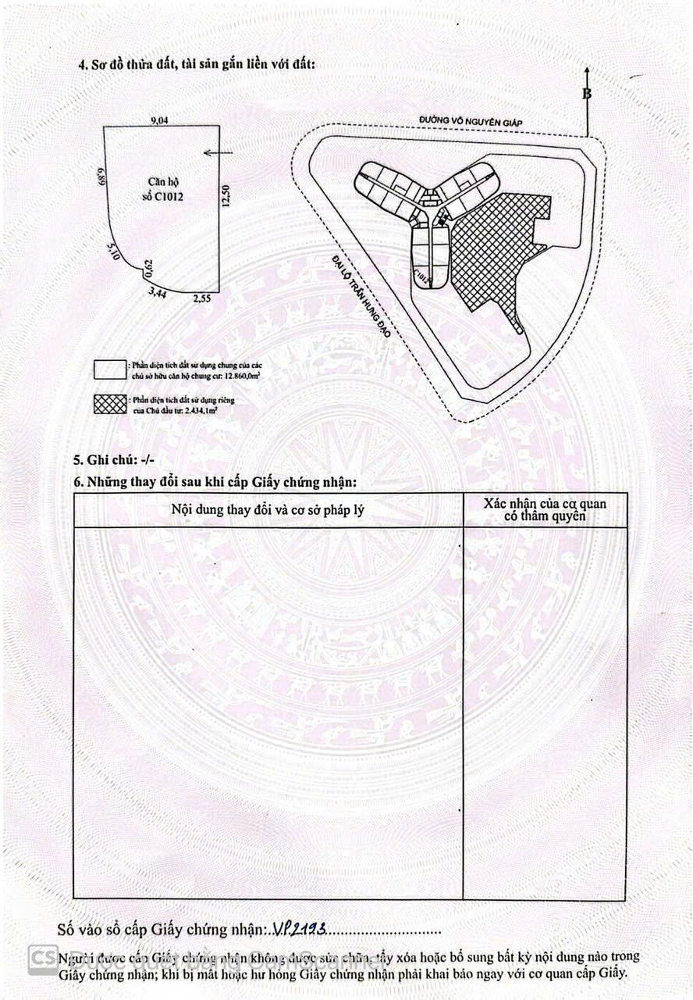 4. Sơ đồ thửa đất, tài sản gắn liền với đất:
B
ĐƯỜNG VÕ NGUYÊN GIÁP
9,04
6,89
Căn hộ
số C1012
12,50
5,10
0,62
3,44
2,55
C1012
ĐẠI LỘ TRẦN HƯNG ĐẠO
: Phần diện tích đất sử dụng chung của các
chủ sở hữu căn hộ chung cư: 12.860,0m²
: Phần diện tích đất sử dụng riêng
của Chủ đầu tư: 2.434,1m²
5. Ghi chú: -/-
6. Những thay đổi sau khi cấp Giấy chứng nhận:
Nội dung thay đổi và cơ sở pháp lý
Xác nhận của cơ quan
có thẩm quyền
Số vào sổ cấp Giấy chứng nhận:..VP2193..............................
Người được cấp Giấy chứng nhận không được sửa chữa, tẩy xóa hoặc bổ sung bất kỳ nội dung nào trong
Giấy chứng nhận; khi bị mất hoặc hư hỏng Giấy chứng nhận phải khai báo ngay với cơ quan cấp Giấy.
CS Được quét bằng CamScanner